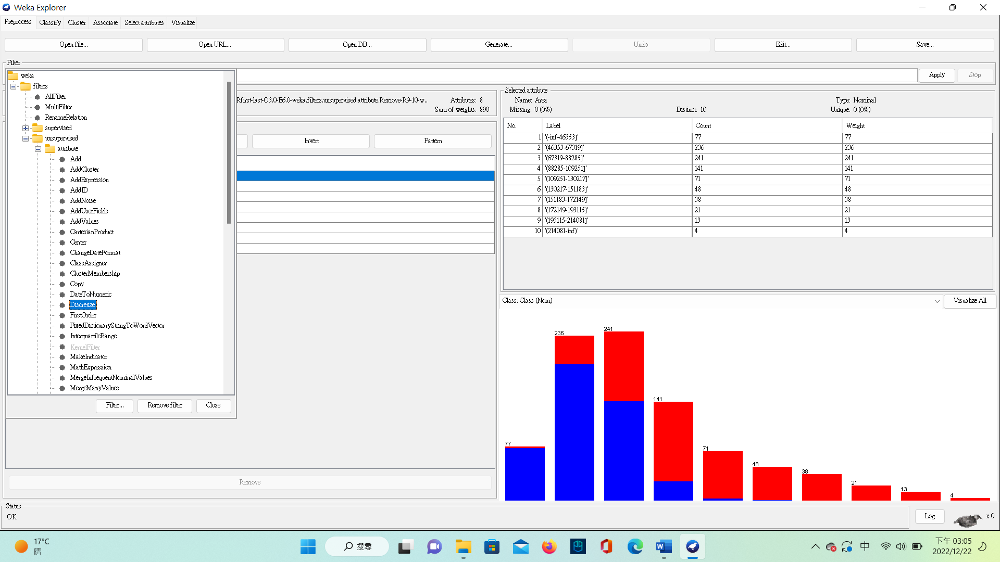 Weka Explorer
Preprocess Classify Cluster Associate Select attributes Visualize
Open file... Open URL... Open DB... Generate... Undo Edit... Save...
Filter
Apply Stop
weka
filters
AllFilter
MultiFilter
RenameRelation
supervised
unsupervised
attribute
Add
AddCluster
AddExpression
AddID
AddNoise
AddUserFields
AddValues
CartesianProduct
Center
ChangeDateFormat
ClassAssigner
ClusterMembership
Copy
DateToNumeric
Discretize
FirstOrder
FixedDictionaryStringToWordVector
InterquartileRange
KernelFilter
MakeIndicator
MathExpression
MergeInfrequentNominalValues
MergeManyValues
Filter... Remove filter Close
Rfirst-last-O3.0-E6.0-weka.filters.unsupervised.attribute.Remove-R9-10-w.. Attributes: 8
Sum of weights: 890
Invert Pattern
Remove
Selected attribute
Name: Area Type: Nominal
Missing: 0 (0%) Distinct: 10 Unique: 0 (0%)
No. Label Count Weight
1 '(-inf-46353]' 77 77
2 '(46353-67319]' 236 236
3 '(67319-88285]' 241 241
4 '(88285-109251]' 141 141
5 '(109251-130217]' 71 71
6 '(130217-151183]' 48 48
7 '(151183-172149]' 38 38
8 '(172149-193115]' 21 21
9 '(193115-214081]' 13 13
10 '(214081-inf)' 4 4
Class: Class (Nom) Visualize All
77 236 241 141 71 48 38 21 13 4
Status
OK
Log x 0
17°C
晴
搜尋
中
下午 03:05
2022/12/22